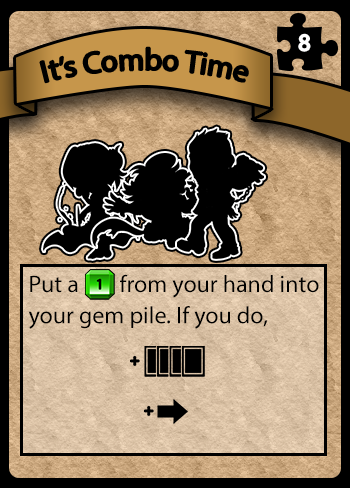 It's Combo Time
8
Put a 1 from your hand into
your gem pile. If you do,
+
+